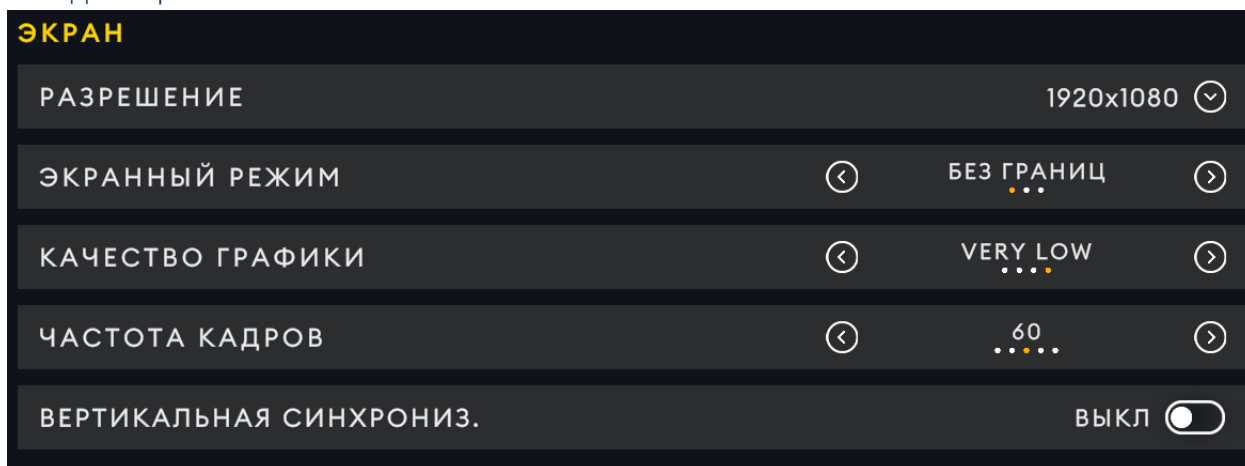 ЭКРАН
РАЗРЕШЕНИЕ 1920x1080
ЭКРАННЫЙ РЕЖИМ БЕЗ ГРАНИЦ
КАЧЕСТВО ГРАФИКИ VERY LOW
ЧАСТОТА КАДРОВ 60
ВЕРТИКАЛЬНАЯ СИНХРОНИЗ. ВЫКЛ